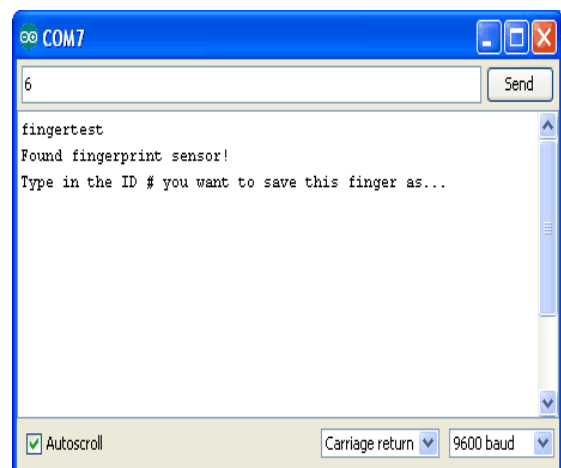 COM7
6
Send
fingertest
Found fingerprint sensor!
Type in the ID # you want to save this finger as...
Autoscroll
Carriage return
9600 baud